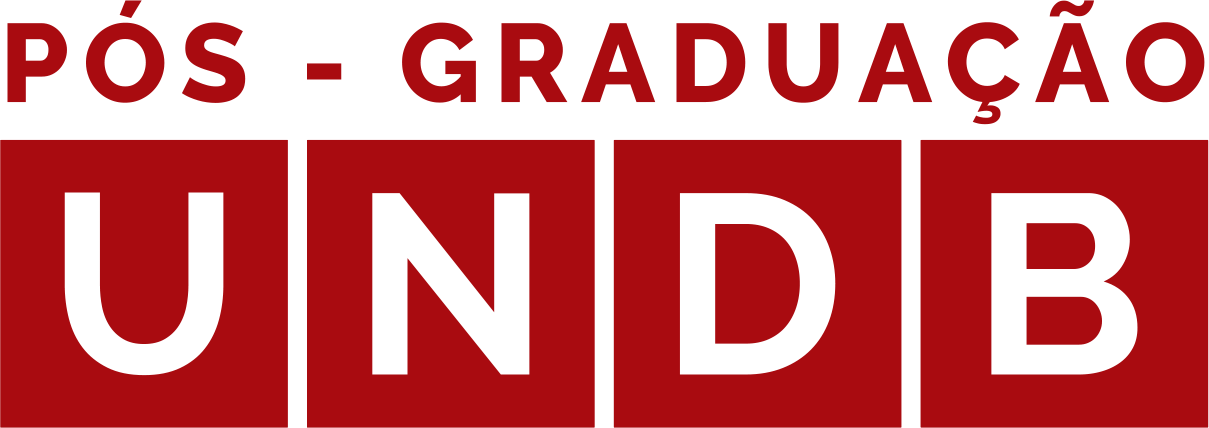 PÓS - GRADUAÇÃO
UNDB